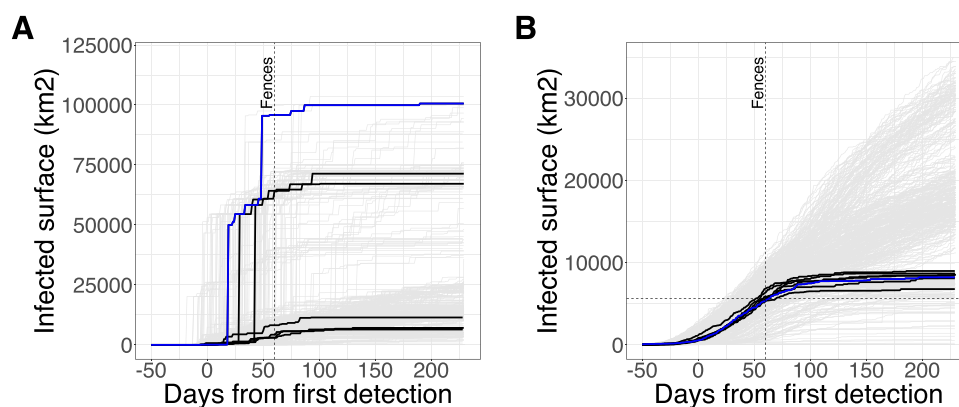 A
B
Infected surface (km2)
125000
100000
75000
50000
25000
0
Fences
-50 0 50 100 150 200
Days from first detection
Infected surface (km2)
30000
20000
10000
0
Fences
-50 0 50 100 150 200
Days from first detection